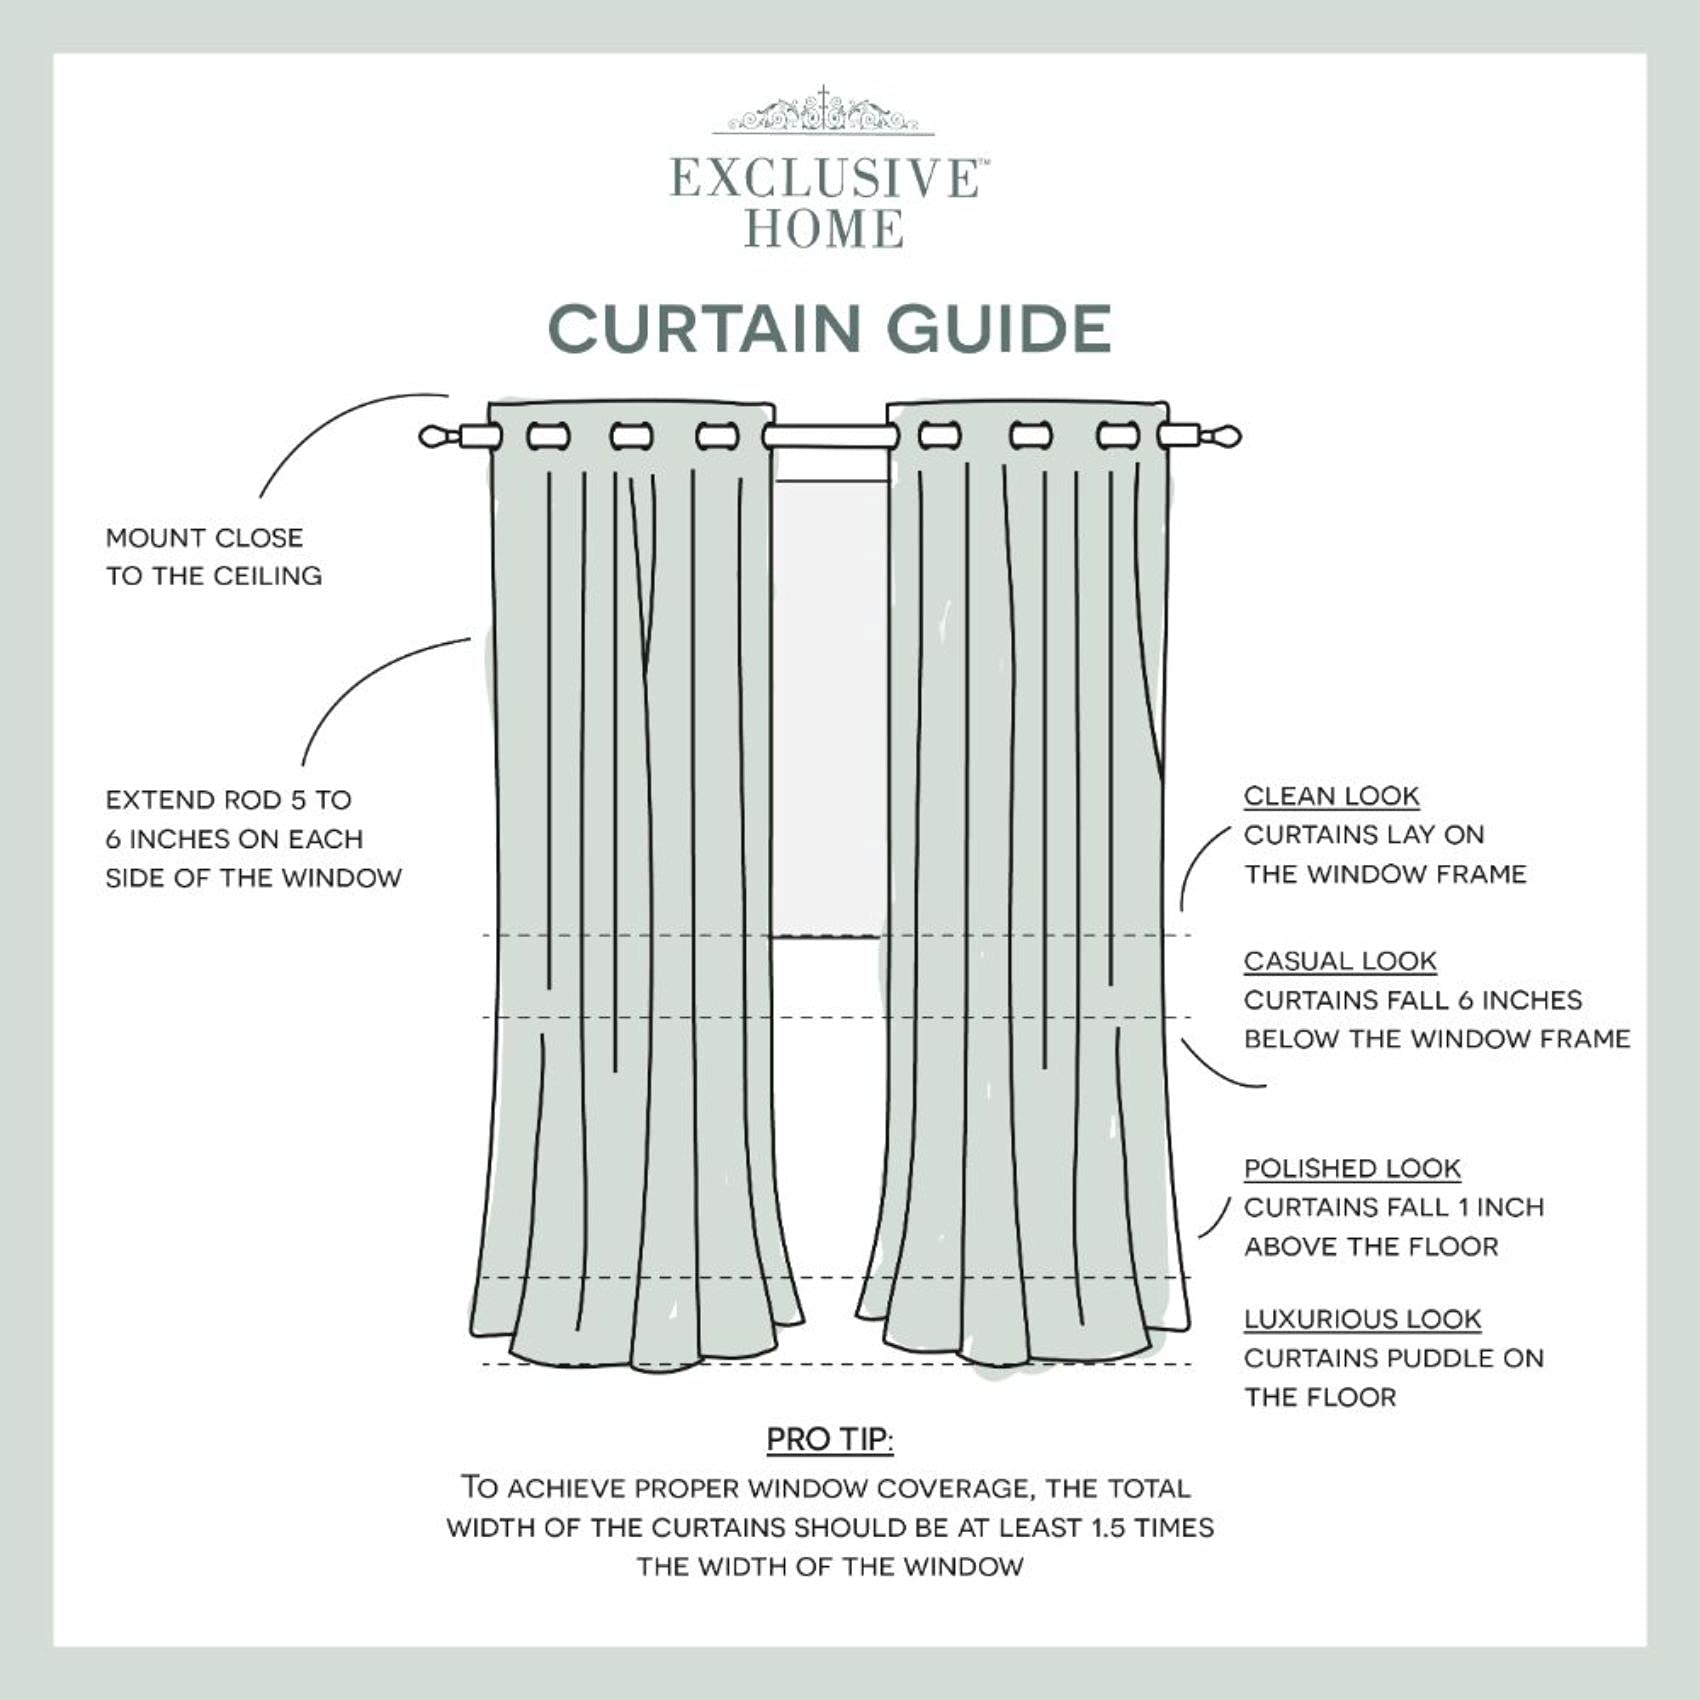 EXCLUSIVE™
HOME
CURTAIN GUIDE
MOUNT CLOSE
TO THE CEILING
EXTEND ROD 5 TO
6 INCHES ON EACH
SIDE OF THE WINDOW
CLEAN LOOK
CURTAINS LAY ON
THE WINDOW FRAME
CASUAL LOOK
CURTAINS FALL 6 INCHES
BELOW THE WINDOW FRAME
POLISHED LOOK
CURTAINS FALL 1 INCH
ABOVE THE FLOOR
LUXURIOUS LOOK
CURTAINS PUDDLE ON
THE FLOOR
PRO TIP:
TO ACHIEVE PROPER WINDOW COVERAGE, THE TOTAL
WIDTH OF THE CURTAINS SHOULD BE AT LEAST 1.5 TIMES
THE WIDTH OF THE WINDOW